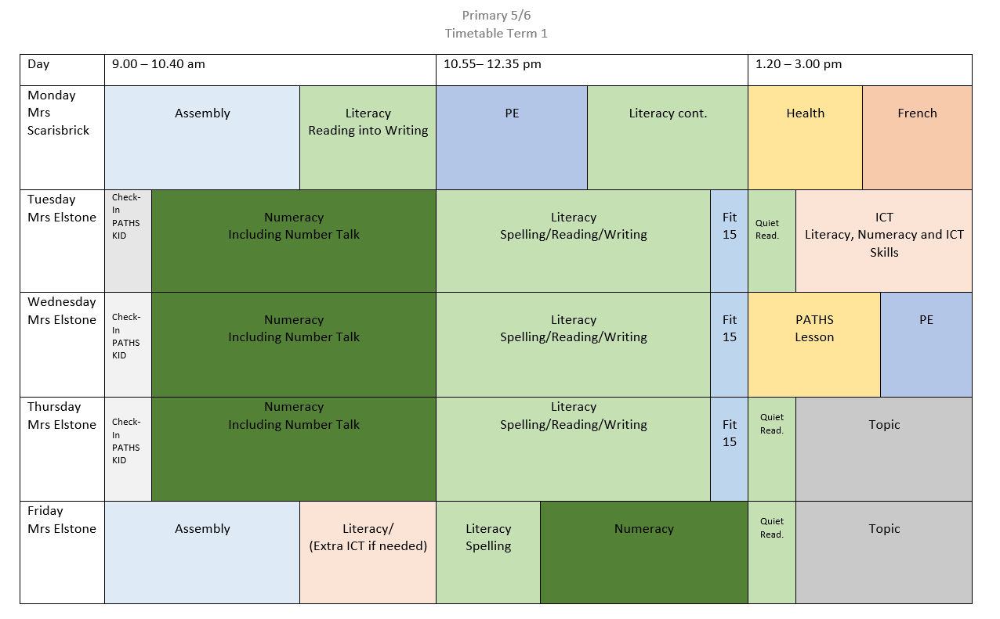 Primary 5/6
Timetable Term 1
Day
9.00 – 10.40 am
10.55– 12.35 pm
1.20 – 3.00 pm
Monday
Mrs
Scarisbrick
Assembly
Literacy
Reading into Writing
PE
Literacy cont.
Health
French
Tuesday
Mrs Elstone
Check-
In
PATHS
KID
Numeracy
Including Number Talk
Literacy
Spelling/Reading/Writing
Fit
15
Quiet
Read.
ICT
Literacy, Numeracy and ICT
Skills
Wednesday
Mrs Elstone
Check-
In
PATHS
KID
Numeracy
Including Number Talk
Literacy
Spelling/Reading/Writing
Fit
15
PATHS
Lesson
PE
Thursday
Mrs Elstone
Check-
In
PATHS
KID
Numeracy
Including Number Talk
Literacy
Spelling/Reading/Writing
Fit
15
Quiet
Read.
Topic
Friday
Mrs Elstone
Assembly
Literacy/
(Extra ICT if needed)
Literacy
Spelling
Numeracy
Quiet
Read.
Topic